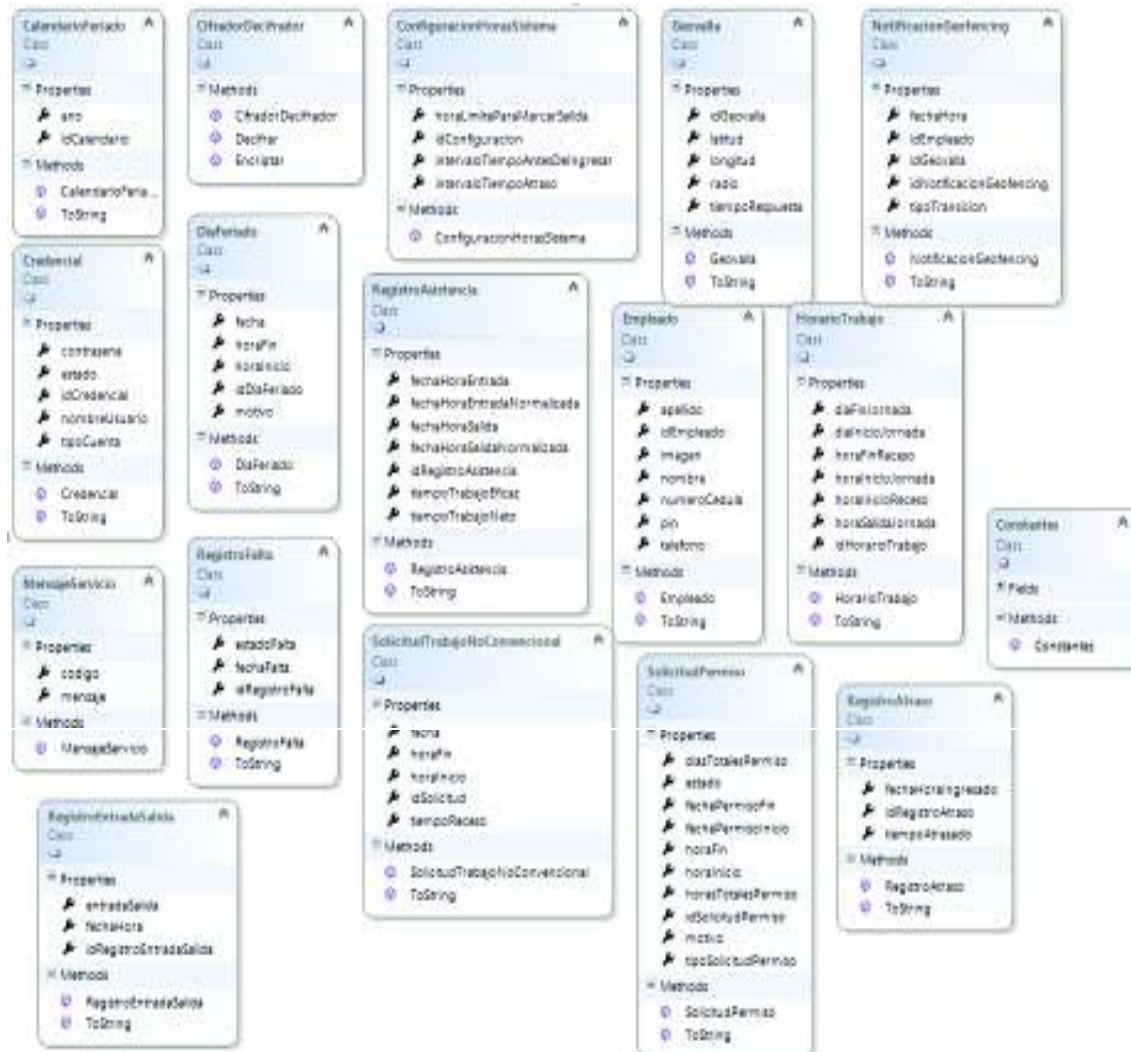 CalendarioFeriado
Class
Properties
ano
idCalendario
Methods
CalendarioFeria...
ToString
CifradorDecifrador
Class
Methods
CifradorDecifrador
Decifrar
Encriptar
ConfiguracionHorasSistema
Class
Properties
horaLimiteParaMarcarSalida
idConfiguracion
intervaloTiempoAntesDeIngresar
intervaloTiempoAtraso
Methods
ConfiguracionHorasSistema
Geovalla
Class
Properties
idGeovalla
latitud
longitud
radio
tiempoRespuesta
Methods
Geovalla
ToString
NotificacionGeofencing
Class
Properties
fechaHora
idEmpleado
idGeovalla
idNotificacionGeofencing
tipoTransicion
Methods
NotificacionGeofencing
ToString
Credencial
Class
Properties
contrasena
estado
idCredencial
nombreUsuario
tipoCuenta
Methods
Credencial
ToString
DiaFeriado
Class
Properties
fecha
horaFin
horaInicio
idDiaFeriado
motivo
Methods
DiaFeriado
ToString
RegistroAsistencia
Class
Properties
fechaHoraEntrada
fechaHoraEntradaNormalizada
fechaHoraSalida
fechaHoraSalidaNormalizada
idRegistroAsistencia
tiempoTrabajoEficaz
tiempoTrabajoNeto
Methods
RegistroAsistencia
ToString
Empleado
Class
Properties
apellido
idEmpleado
imagen
nombre
numeroCedula
pin
telefono
Methods
Empleado
ToString
HorarioTrabajo
Class
Properties
diaFinJornada
diaInicioJornada
horaFinReceso
horaInicioJornada
horaInicioReceso
horaSalidaJornada
idHorarioTrabajo
Methods
HorarioTrabajo
ToString
Constantes
Class
Fields
Methods
Constantes
MensajeServicio
Class
Properties
codigo
mensaje
Methods
MensajeServicio
RegistroFalta
Class
Properties
estadoFalta
fechaFalta
idRegistroFalta
Methods
RegistroFalta
ToString
SolicitudTrabajoNoConvencional
Class
Properties
fecha
horaFin
horaInicio
idSolicitud
tiempoReceso
Methods
SolicitudTrabajoNoConvencional
ToString
SolicitudPermiso
Class
Properties
diasTotalesPermiso
estado
fechaPermisoFin
fechaPermisoInicio
horaFin
horaInicio
horasTotalesPermiso
idSolicitudPermiso
motivo
tipoSolicitudPermiso
Methods
SolicitudPermiso
ToString
RegistroAtraso
Class
Properties
fechaHoraIngresado
idRegistroAtraso
tiempoAtrasado
Methods
RegistroAtraso
ToString
RegistroEntradaSalida
Class
Properties
entradaSalida
fechaHora
idRegistroEntradaSalida
Methods
RegistroEntradaSalida
ToString